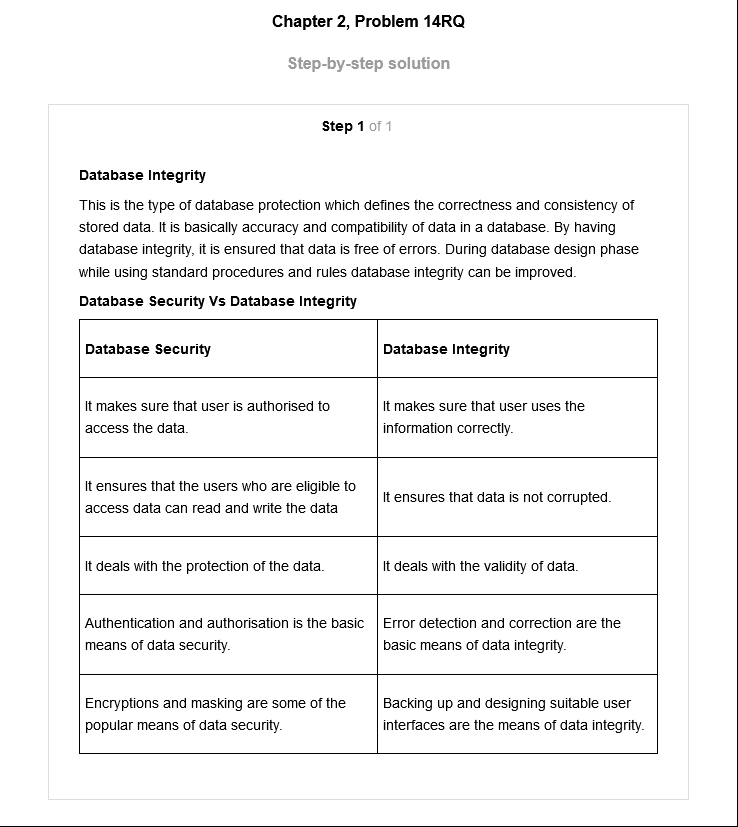 Chapter 2, Problem 14RQ
Step-by-step solution
Step 1 of 1
Database Integrity
This is the type of database protection which defines the correctness and consistency of
stored data. It is basically accuracy and compatibility of data in a database. By having
database integrity, it is ensured that data is free of errors. During database design phase
while using standard procedures and rules database integrity can be improved.
Database Security Vs Database Integrity
Database Security
Database Integrity
It makes sure that user is authorised to
access the data.
It makes sure that user uses the
information correctly.
It ensures that the users who are eligible to
access data can read and write the data
It ensures that data is not corrupted.
It deals with the protection of the data.
It deals with the validity of data.
Authentication and authorisation is the basic
means of data security.
Error detection and correction are the
basic means of data integrity.
Encryptions and masking are some of the
popular means of data security.
Backing up and designing suitable user
interfaces are the means of data integrity.